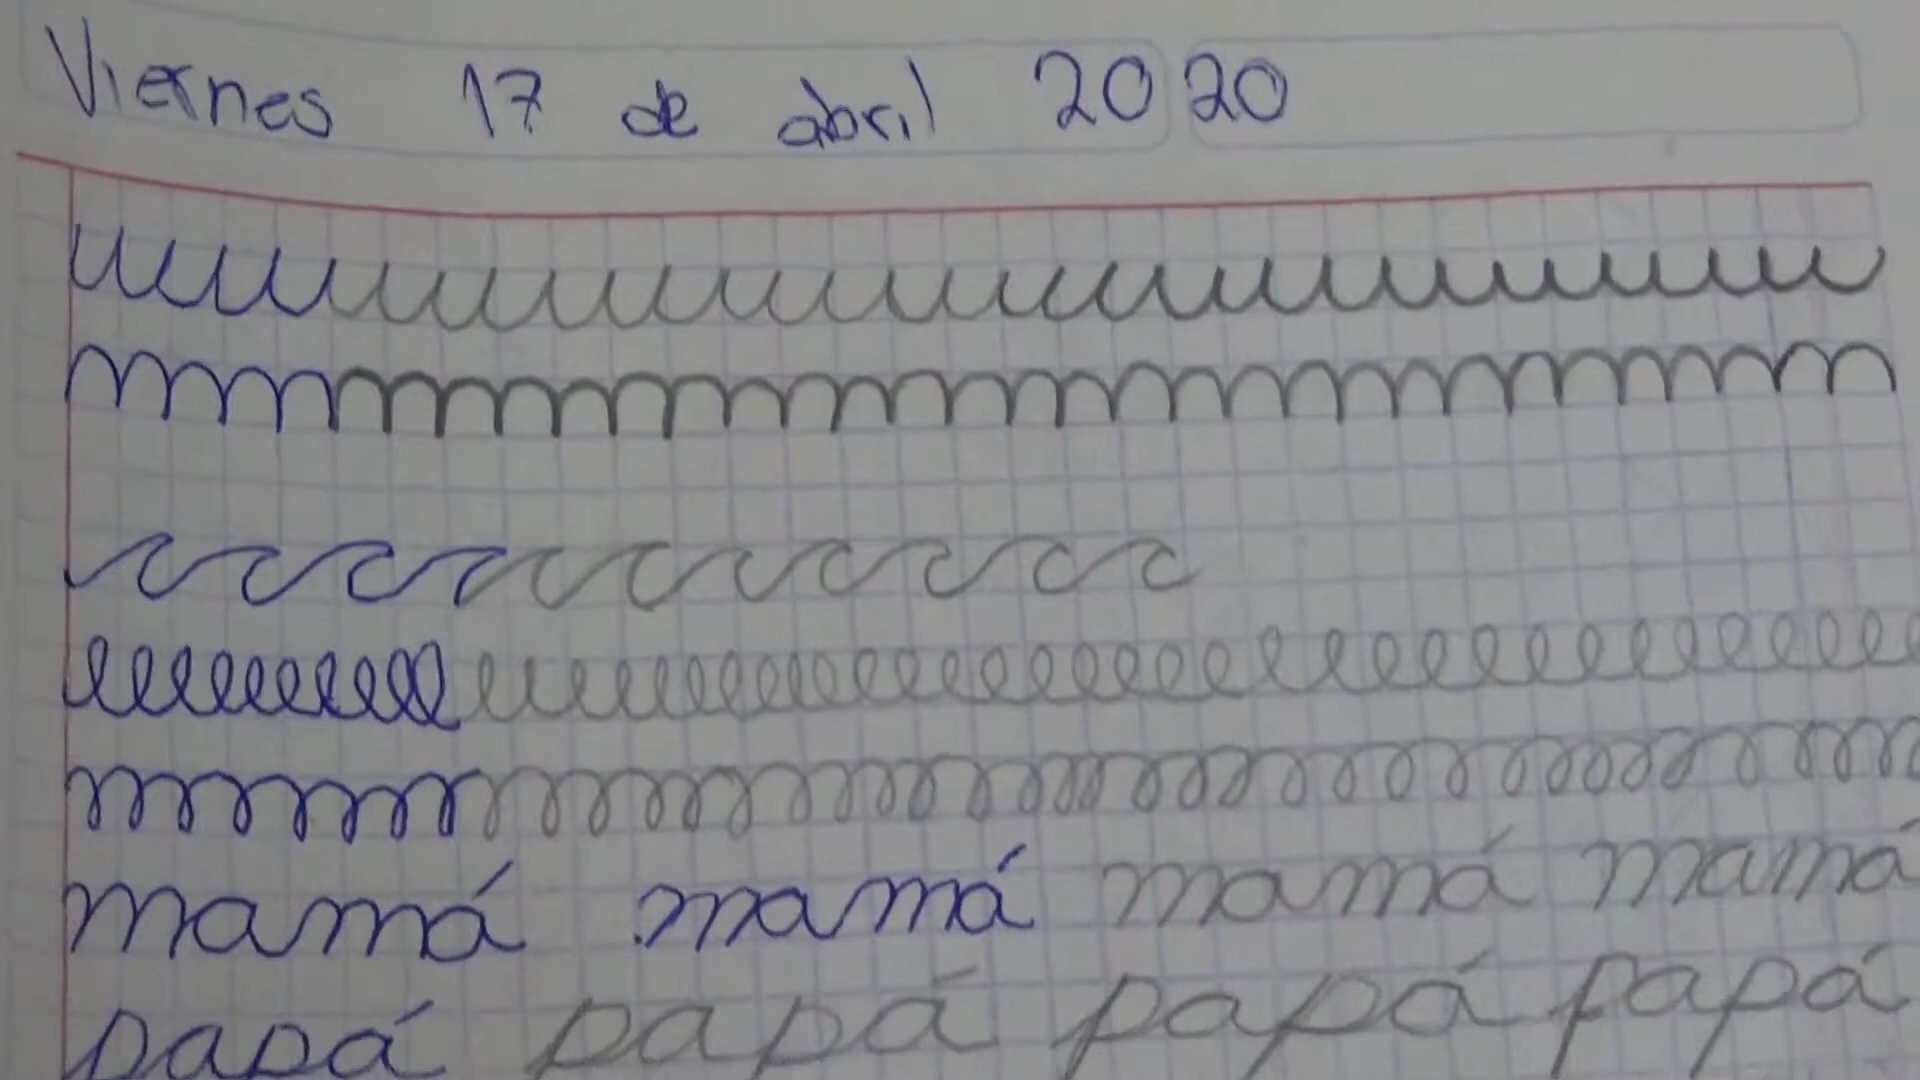 Viernes 17 de abril 2020
mamá mamá mamá mamá
papá papá papá papá